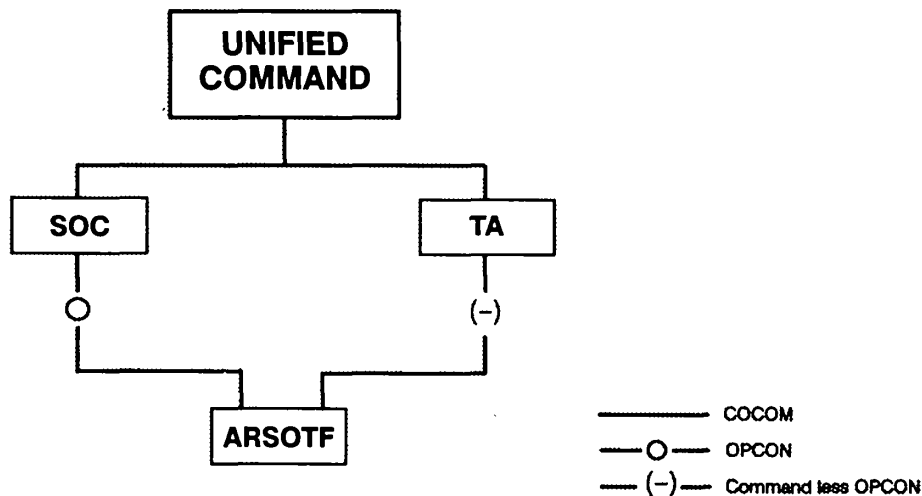 UNIFIED
COMMAND
SOC
TA
(-)
ARSOTF
COCOM
OPCON
(-) Command less OPCON